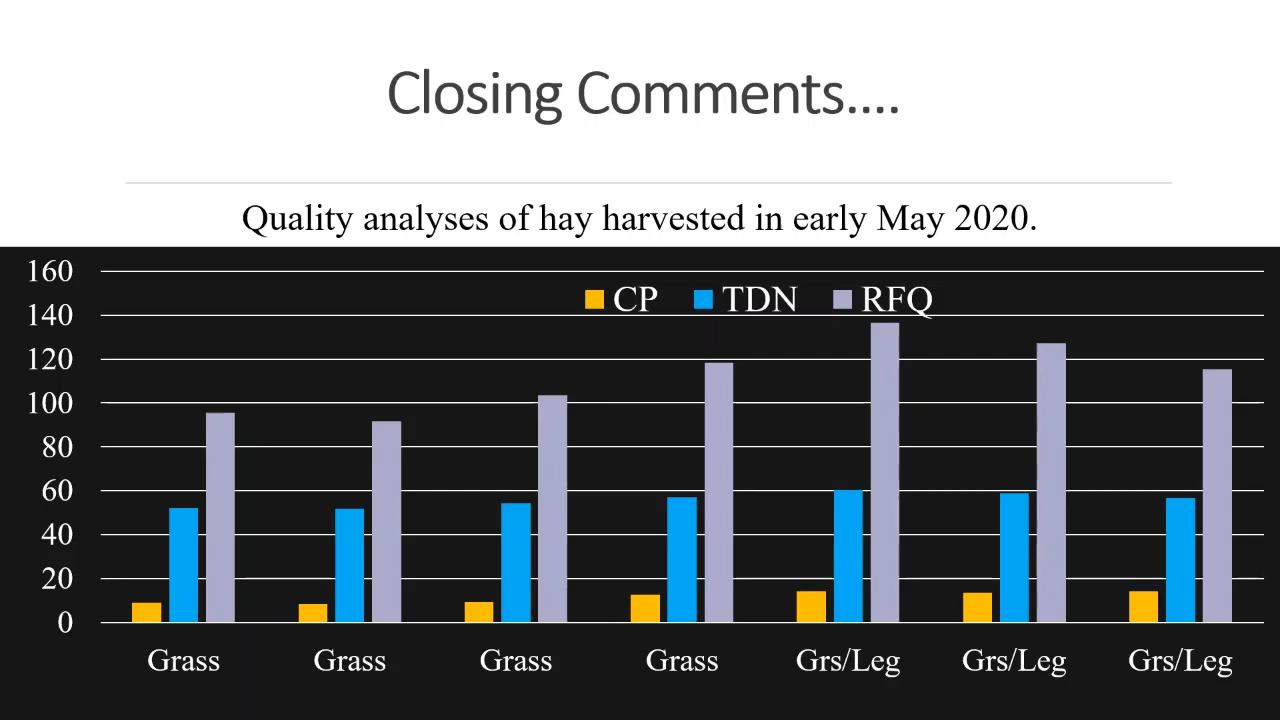 Closing Comments....
Quality analyses of hay harvested in early May 2020.
160
CP TDN RFQ
140
120
100
80
60
40
20
0
Grass Grass Grass Grass Grs/Leg Grs/Leg Grs/Leg